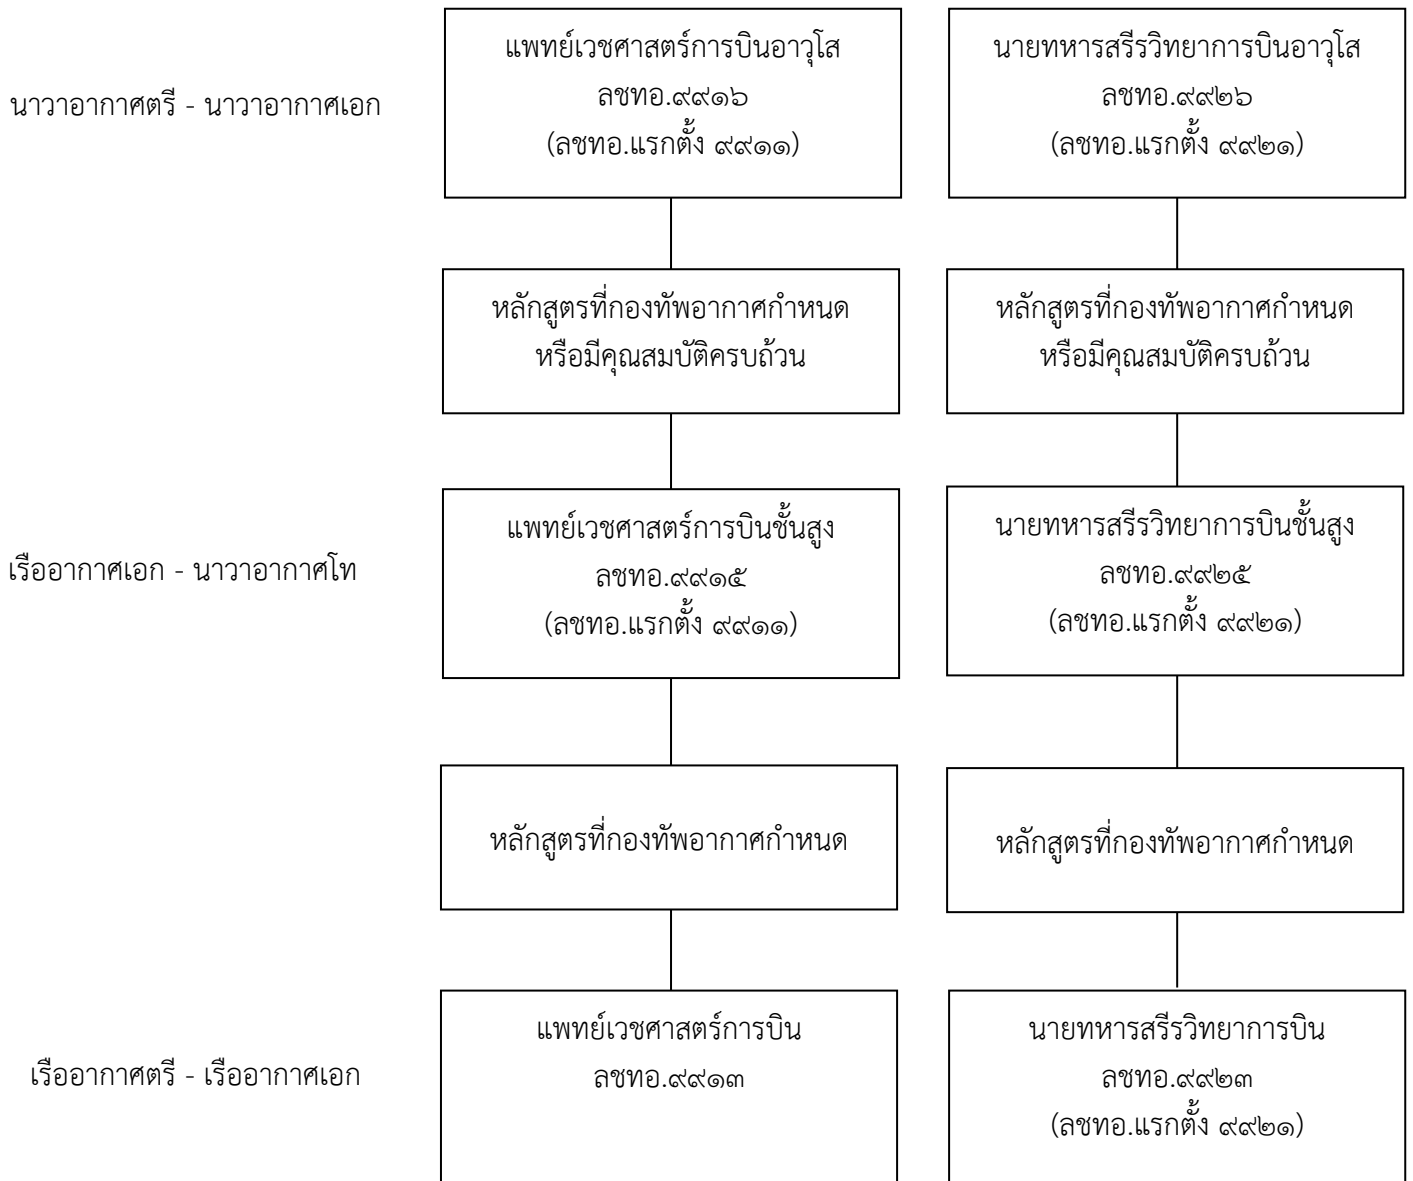 แพทย์เวชศาสตร์การบินอาวุโส
ลชทอ.๙๙๑๖
(ลชทอ.แรกตั้ง ๙๙๑๑)
นายทหารสรีรวิทยาการบินอาวุโส
ลชทอ.๙๙๒๖
(ลชทอ.แรกตั้ง ๙๙๒๑)
นาวาอากาศตรี - นาวาอากาศเอก
หลักสูตรที่กองทัพอากาศกำหนด
หรือมีคุณสมบัติครบถ้วน
หลักสูตรที่กองทัพอากาศกำหนด
หรือมีคุณสมบัติครบถ้วน
เรืออากาศเอก - นาวาอากาศโท
แพทย์เวชศาสตร์การบินชั้นสูง
ลชทอ.๙๙๑๕
(ลชทอ.แรกตั้ง ๙๙๑๑)
นายทหารสรีรวิทยาการบินชั้นสูง
ลชทอ.๙๙๒๕
(ลชทอ.แรกตั้ง ๙๙๒๑)
หลักสูตรที่กองทัพอากาศกำหนด
หลักสูตรที่กองทัพอากาศกำหนด
เรืออากาศตรี - เรืออากาศเอก
แพทย์เวชศาสตร์การบิน
ลชทอ.๙๙๑๓
นายทหารสรีรวิทยาการบิน
ลชทอ.๙๙๒๓
(ลชทอ.แรกตั้ง ๙๙๒๑)